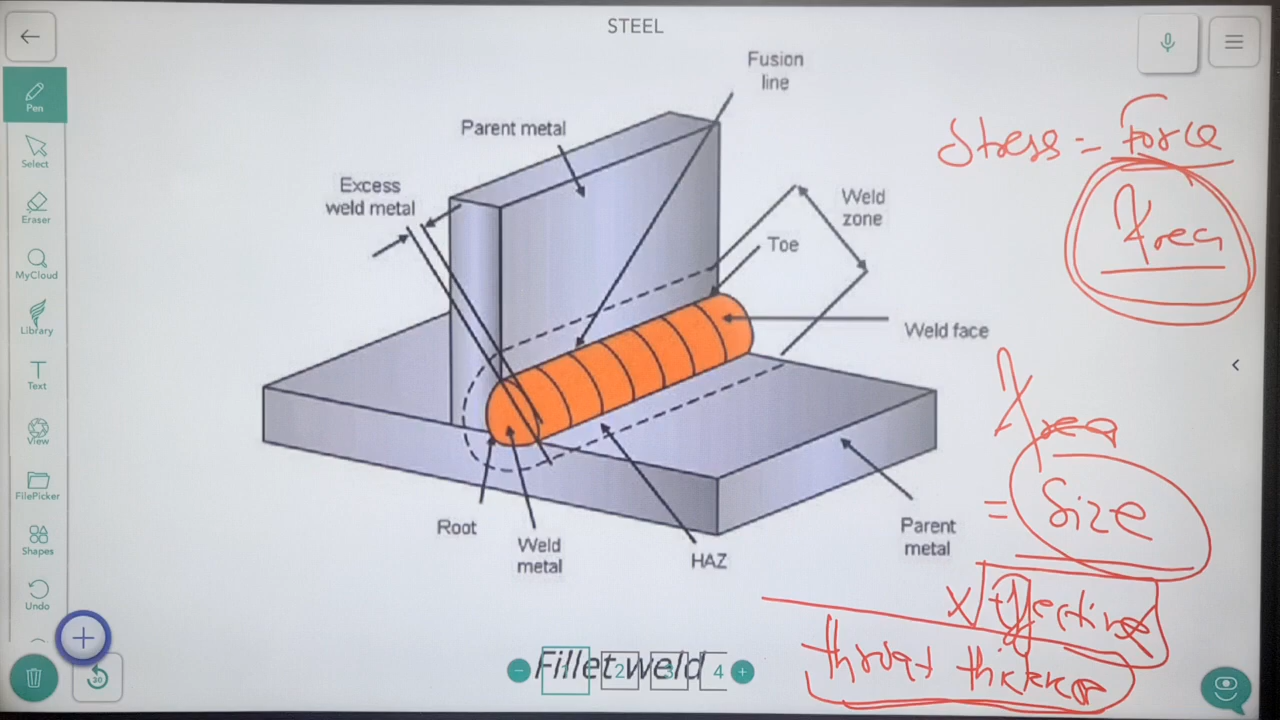 STEEL
Pen
Select
Eraser
MyCloud
Library
Text
View
FilePicker
Shapes
Undo
20
Fusion
line
Parent metal
Excess
weld metal
Weld
zone
Toe
Weld face
Root
Weld
metal
HAZ
Parent
metal
Fillet weld
1
2
3
4
Stress = Force
Area
Area
= Size
x Effective
throat thickness